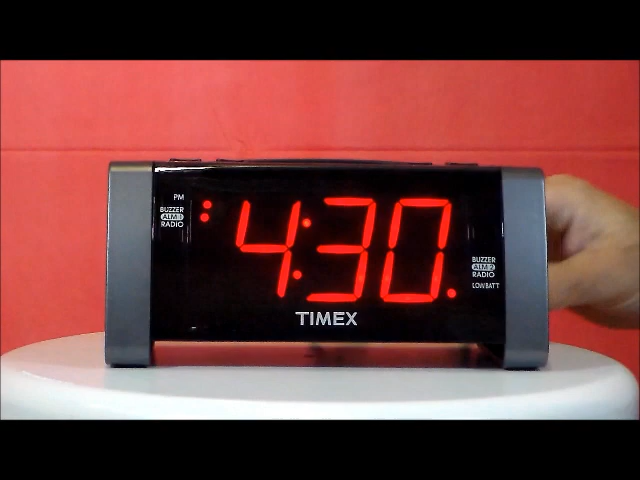 PM
BUZZER
ALM 1
RADIO
4:30
BUZZER
ALM 2
RADIO
LOW BATT
TIMEX